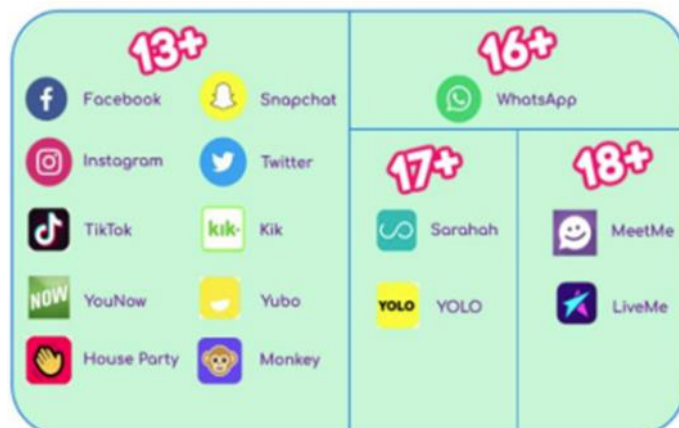 13+
Facebook
Snapchat
Instagram
Twitter
TikTok
kik·
Kik
NOW
YouNow
Yubo
House Party
Monkey
16+
WhatsApp
17+
Sarahah
YOLO
YOLO
18+
MeetMe
LiveMe